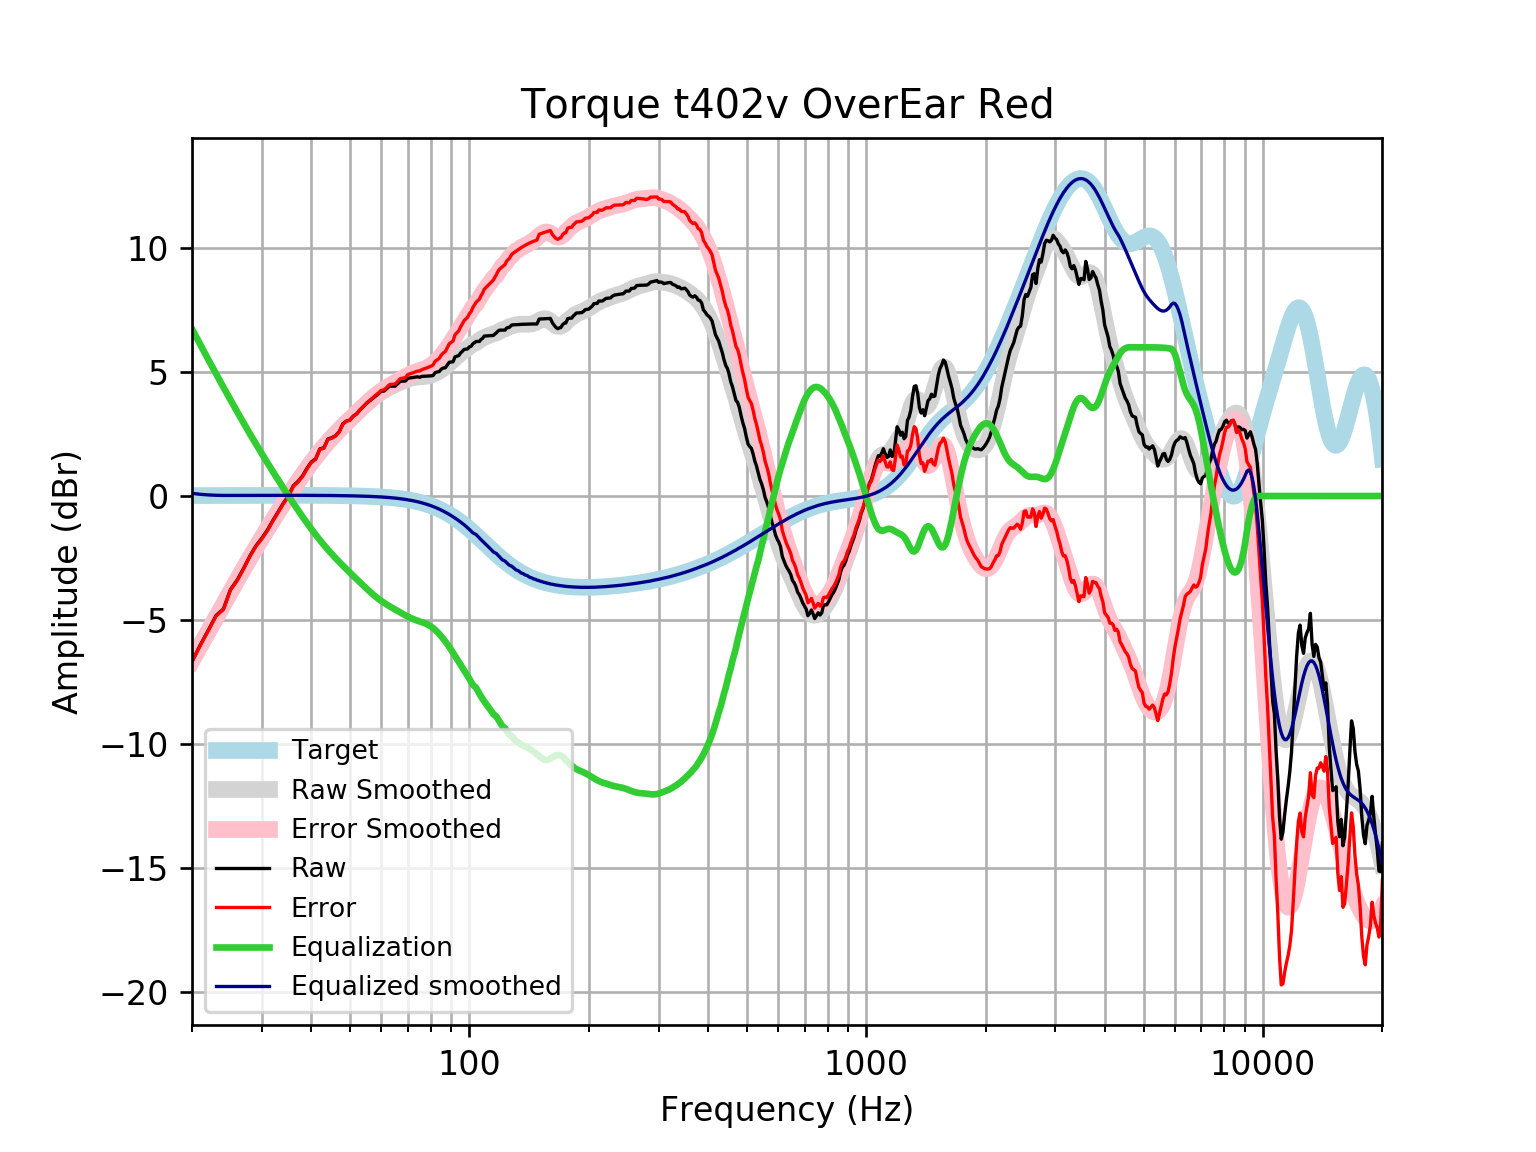 Torque t402v OverEar Red
Amplitude (dBr)
10
5
0
−5
−10
−15
−20
Target
Raw Smoothed
Error Smoothed
Raw
Error
Equalization
Equalized smoothed
100
1000
10000
Frequency (Hz)